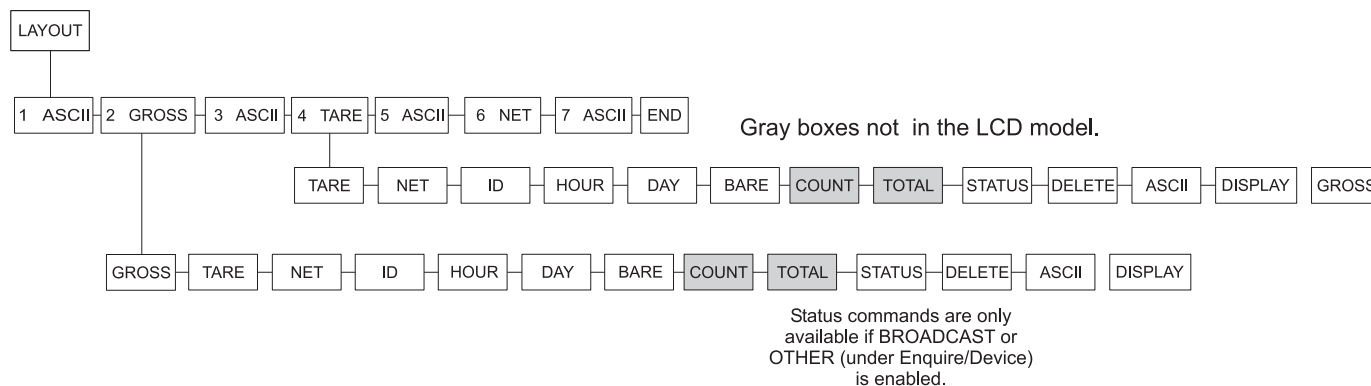 LAYOUT
1 ASCII 2 GROSS 3 ASCII 4 TARE 5 ASCII 6 NET 7 ASCII END
Gray boxes not in the LCD model.
TARE NET ID HOUR DAY BARE COUNT TOTAL STATUS DELETE ASCII DISPLAY GROSS
GROSS TARE NET ID HOUR DAY BARE COUNT TOTAL STATUS DELETE ASCII DISPLAY
Status commands are only
available if BROADCAST or
OTHER (under Enquire/Device)
is enabled.